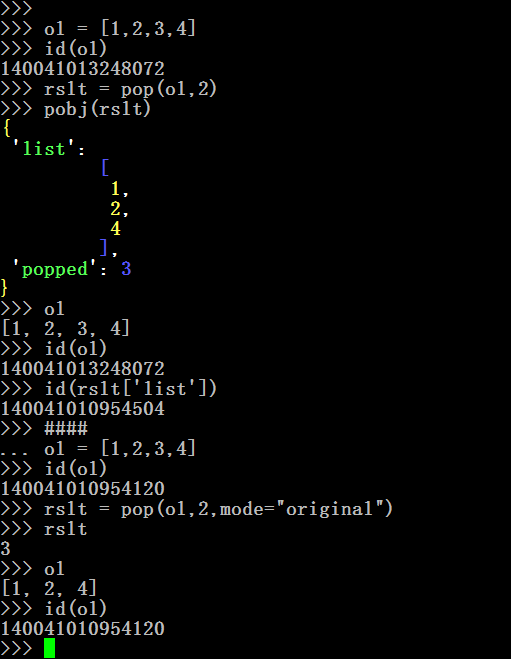 >>>
>>> ol = [1,2,3,4]
>>> id(ol)
140041013248072
>>> rslt = pop(ol,2)
>>> pobj(rslt)
{
 'list':
         [
          1,
          2,
          4
         ],
 'popped': 3
}
>>> ol
[1, 2, 3, 4]
>>> id(ol)
140041013248072
>>> id(rslt['list'])
140041010954504
>>> ####
... ol = [1,2,3,4]
>>> id(ol)
140041010954120
>>> rslt = pop(ol,2,mode="original")
>>> rslt
3
>>> ol
[1, 2, 4]
>>> id(ol)
140041010954120
>>>